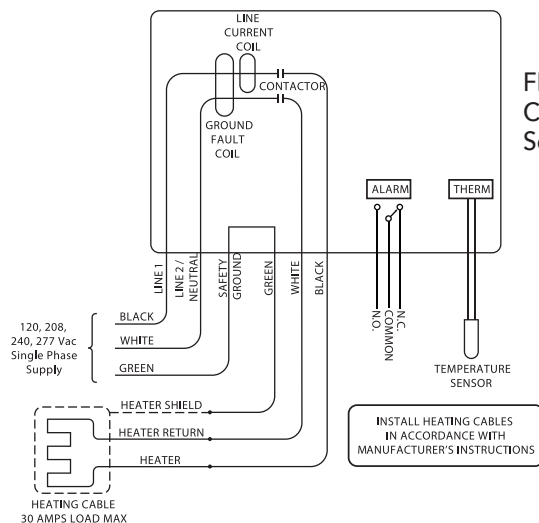 LINE
CURRENT
COIL
CONTACTOR
GROUND
FAULT
COIL
ALARM
THERM
LINE 1
LINE 2 /
NEUTRAL
SAFETY
GROUND
GREEN
WHITE
BLACK
N.O.
COMMON
N.C.
TEMPERATURE
SENSOR
120, 208,
240, 277 Vac
Single Phase
Supply
BLACK
WHITE
GREEN
HEATER SHIELD
HEATER RETURN
HEATER
HEATING CABLE
30 AMPS LOAD MAX
INSTALL HEATING CABLES
IN ACCORDANCE WITH
MANUFACTURER'S INSTRUCTIONS